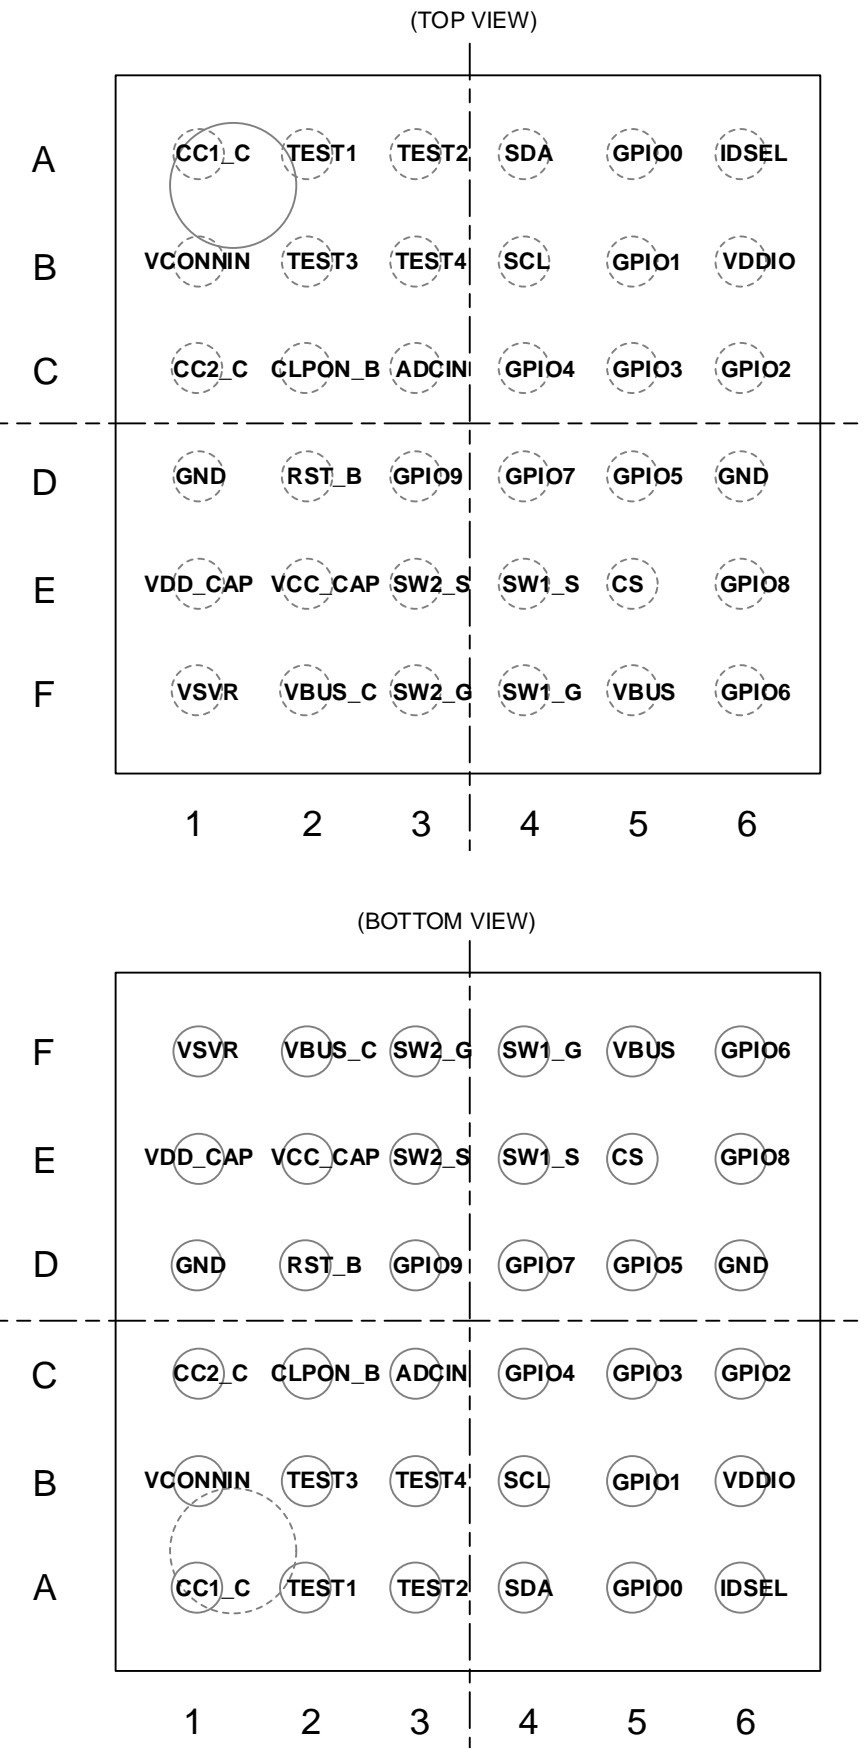 (TOP VIEW)
A CC1_C TEST1 TEST2 SDA GPIO0 IDSEL
B VCONNIN TEST3 TEST4 SCL GPIO1 VDDIO
C CC2_C CLPON_B ADCIN GPIO4 GPIO3 GPIO2
D GND RST_B GPIO9 GPIO7 GPIO5 GND
E VDD_CAP VCC_CAP SW2_S SW1_S CS GPIO8
F VSVR VBUS_C SW2_G SW1_G VBUS GPIO6
1 2 3 4 5 6
(BOTTOM VIEW)
F VSVR VBUS_C SW2_G SW1_G VBUS GPIO6
E VDD_CAP VCC_CAP SW2_S SW1_S CS GPIO8
D GND RST_B GPIO9 GPIO7 GPIO5 GND
C CC2_C CLPON_B ADCIN GPIO4 GPIO3 GPIO2
B VCONNIN TEST3 TEST4 SCL GPIO1 VDDIO
A CC1_C TEST1 TEST2 SDA GPIO0 IDSEL
1 2 3 4 5 6